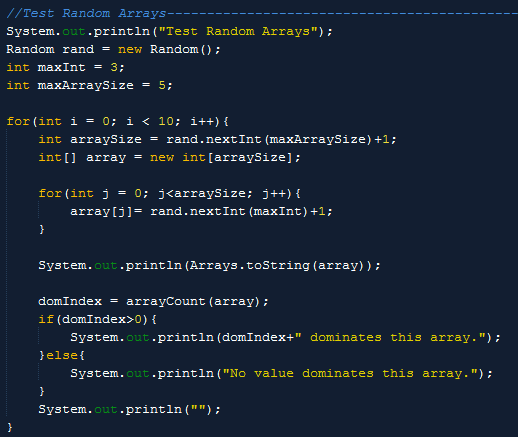 //Test Random Arrays--------------------------------------------
System.out.println("Test Random Arrays");
Random rand = new Random();
int maxInt = 3;
int maxArraySize = 5;

for(int i = 0; i < 10; i++){
    int arraySize = rand.nextInt(maxArraySize)+1;
    int[] array = new int[arraySize];

    for(int j = 0; j<arraySize; j++){
        array[j]= rand.nextInt(maxInt)+1;
    }

    System.out.println(Arrays.toString(array));

    domIndex = arrayCount(array);
    if(domIndex>0){
        System.out.println(domIndex+" dominates this array.");
    }else{
        System.out.println("No value dominates this array.");
    }
    System.out.println("");
}